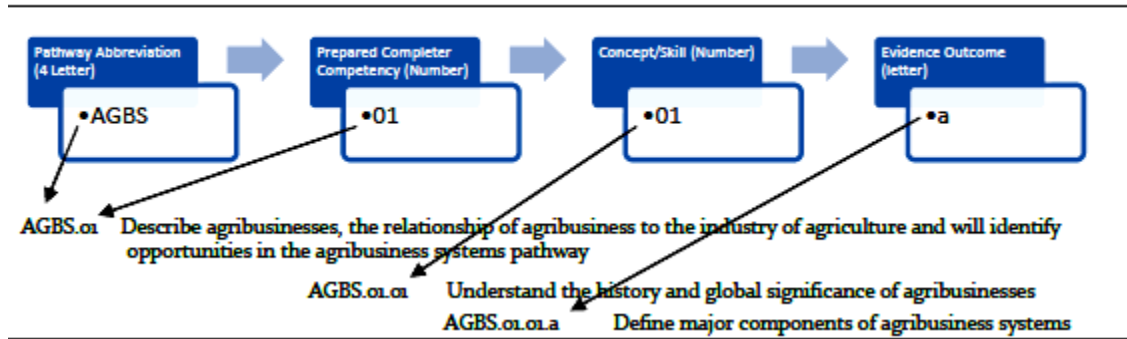 Pathway Abbreviation
(4 Letter)
•AGBS
Prepared Completer
Competency (Number)
•01
Concept/Skill (Number)
•01
Evidence Outcome
(letter)
•a
AGBS.01 Describe agribusinesses, the relationship of agribusiness to the industry of agriculture and will identify
opportunities in the agribusiness systems pathway
AGBS.01.01 Understand the history and global significance of agribusinesses
AGBS.01.01.a Define major components of agribusiness systems